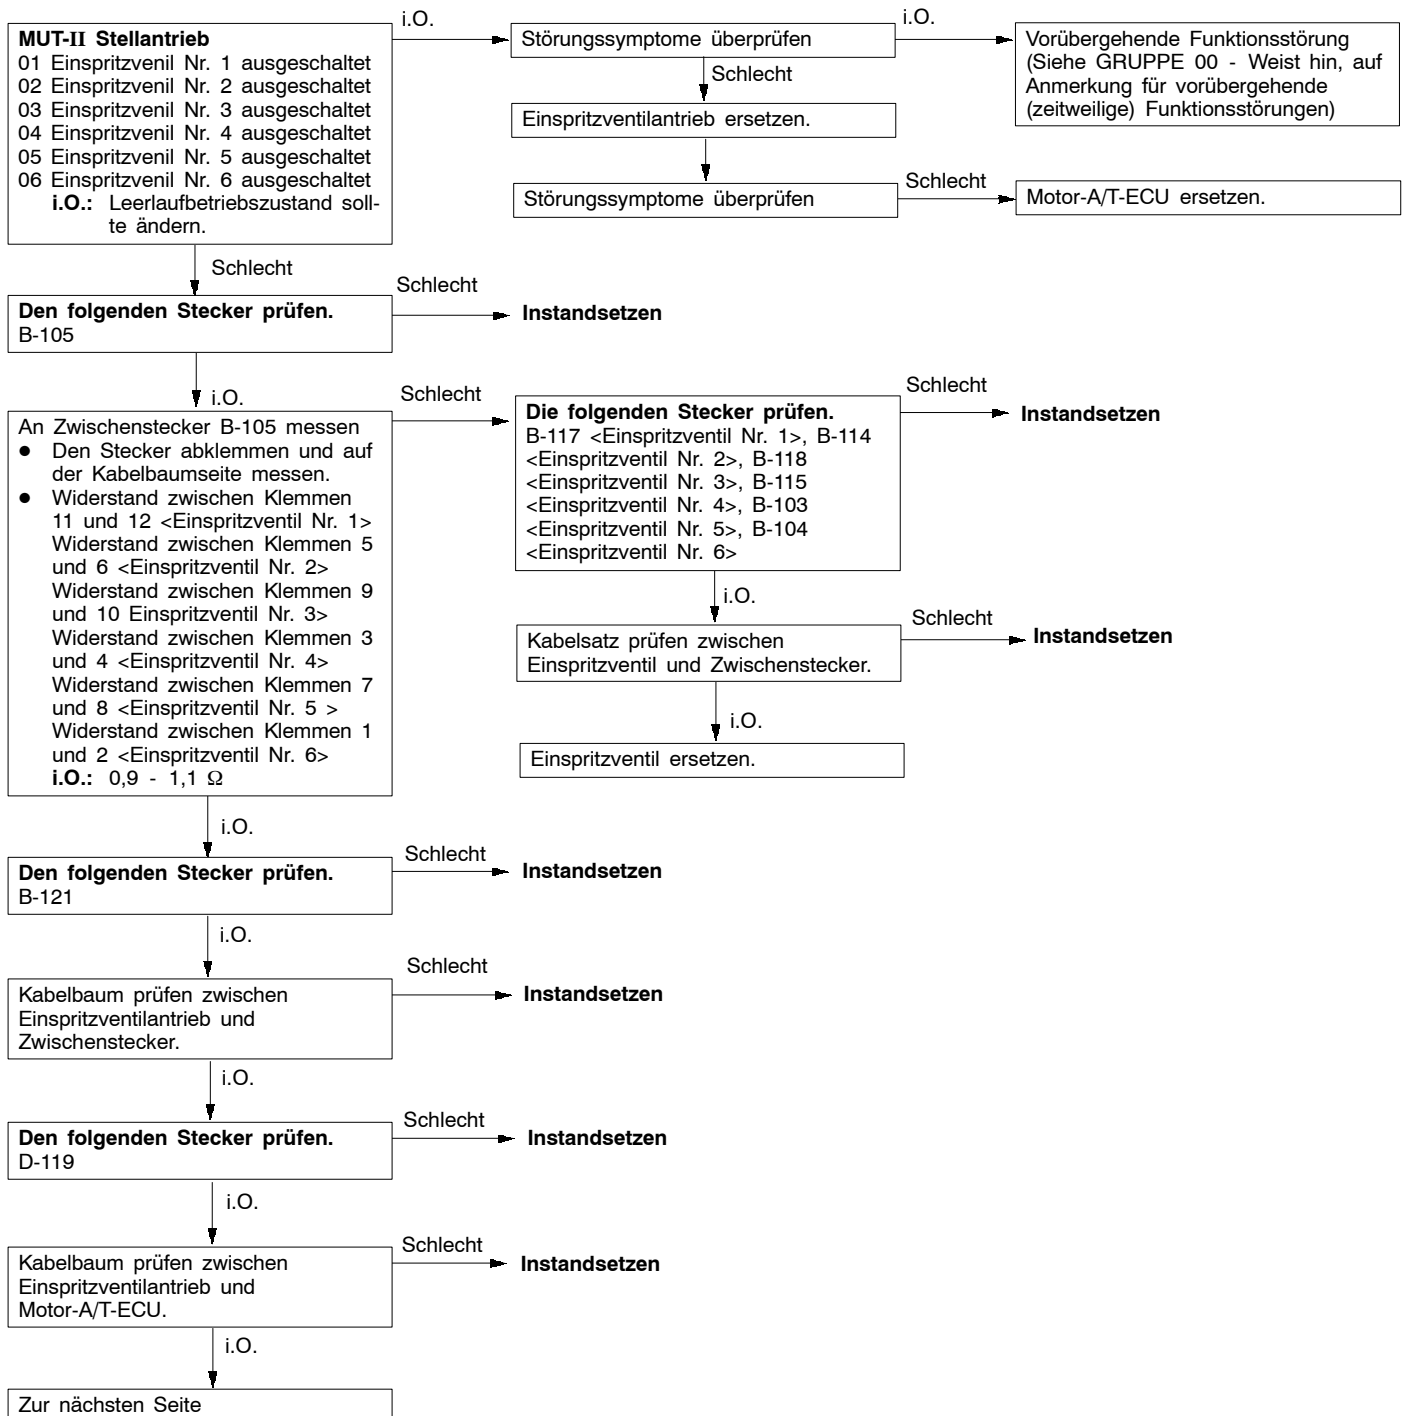 i.O.
i.O.
MUT-II Stellantrieb
01 Einspritzvenil Nr. 1 ausgeschaltet
02 Einspritzvenil Nr. 2 ausgeschaltet
03 Einspritzvenil Nr. 3 ausgeschaltet
04 Einspritzvenil Nr. 4 ausgeschaltet
05 Einspritzvenil Nr. 5 ausgeschaltet
06 Einspritzvenil Nr. 6 ausgeschaltet
i.O.: Leerlaufbetriebszustand soll-
te ändern.
Störungssymptome überprüfen
Vorübergehende Funktionsstörung
(Siehe GRUPPE 00 - Weist hin, auf
Anmerkung für vorübergehende
(zeitweilige) Funktionsstörungen)
Schlecht
Einspritzventilantrieb ersetzen.
Störungssymptome überprüfen
Schlecht
Motor-A/T-ECU ersetzen.
Schlecht
Den folgenden Stecker prüfen.
B-105
Schlecht
Instandsetzen
i.O.
An Zwischenstecker B-105 messen
● Den Stecker abklemmen und auf
der Kabelbaumseite messen.
● Widerstand zwischen Klemmen
11 und 12 <Einspritzventil Nr. 1>
Widerstand zwischen Klemmen 5
und 6 <Einspritzventil Nr. 2>
Widerstand zwischen Klemmen 9
und 10 Einspritzventil Nr. 3>
Widerstand zwischen Klemmen 3
und 4 <Einspritzventil Nr. 4>
Widerstand zwischen Klemmen 7
und 8 <Einspritzventil Nr. 5 >
Widerstand zwischen Klemmen 1
und 2 <Einspritzventil Nr. 6>
i.O.: 0,9 - 1,1 Ω
Schlecht
Die folgenden Stecker prüfen.
B-117 <Einspritzventil Nr. 1>, B-114
<Einspritzventil Nr. 2>, B-118
<Einspritzventil Nr. 3>, B-115
<Einspritzventil Nr. 4>, B-103
<Einspritzventil Nr. 5>, B-104
<Einspritzventil Nr. 6>
Schlecht
Instandsetzen
i.O.
Kabelsatz prüfen zwischen
Einspritzventil und Zwischenstecker.
Schlecht
Instandsetzen
i.O.
Einspritzventil ersetzen.
i.O.
Den folgenden Stecker prüfen.
B-121
Schlecht
Instandsetzen
i.O.
Kabelbaum prüfen zwischen
Einspritzventilantrieb und
Zwischenstecker.
Schlecht
Instandsetzen
i.O.
Den folgenden Stecker prüfen.
D-119
Schlecht
Instandsetzen
i.O.
Kabelbaum prüfen zwischen
Einspritzventilantrieb und
Motor-A/T-ECU.
Schlecht
Instandsetzen
i.O.
Zur nächsten Seite